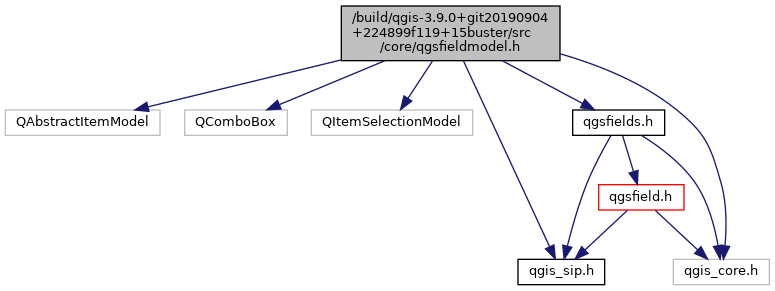 /build/qgis-3.9.0+git20190904
+224899f119+15buster/src
/core/qgsfieldmodel.h
QAbstractItemModel
QComboBox
QItemSelectionModel
qgsfields.h
qgsfield.h
qgis_sip.h
qgis_core.h